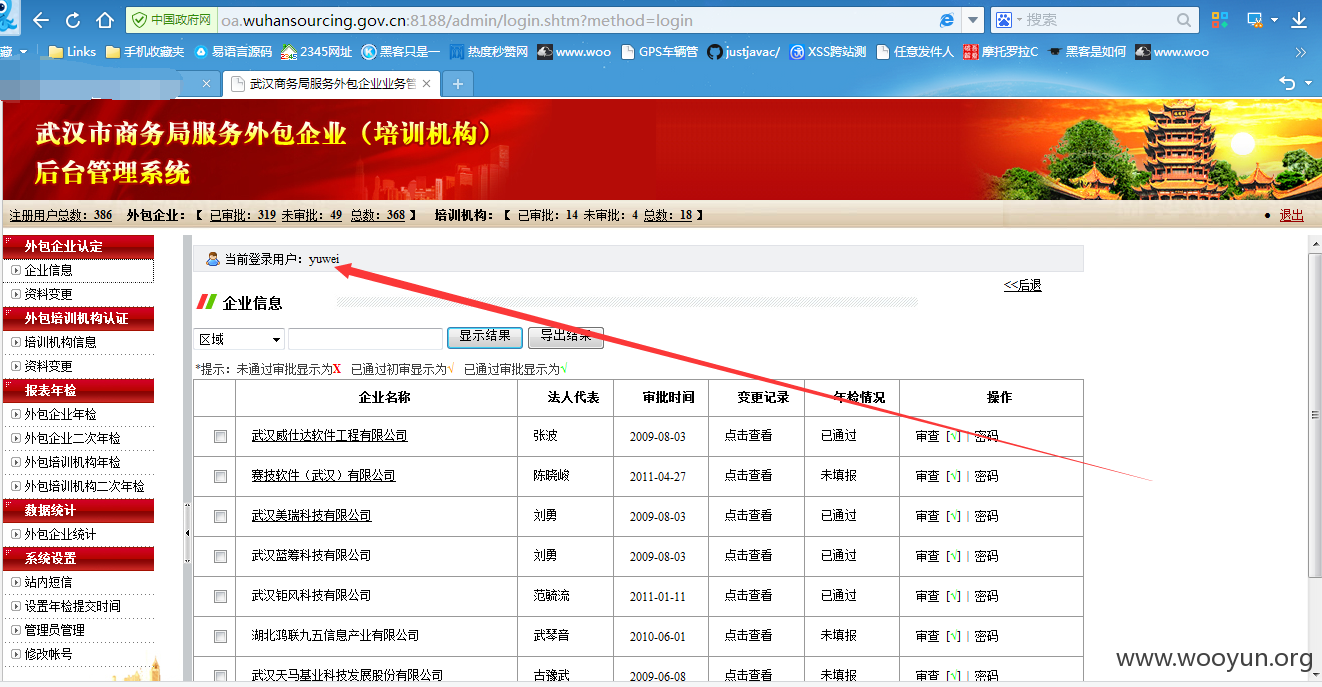 中国政府网 oa.wuhansourcing.gov.cn:8188/admin/login.shtm?method=login 搜索
藏 Links 手机收藏夹 易语言源码 2345网址 黑客只是一 热度秒赞网 www.woo GPS车辆管 justjavac/ XSS跨站测 任意发件人 摩托罗拉C 黑客是如何 www.woo
武汉商务局服务外包企业业务管
武汉市商务局服务外包企业（培训机构）
后台管理系统
注册用户总数：386 外包企业：【 已审批：319 未审批：49 总数：368 】 培训机构：【 已审批：14 未审批：4 总数：18 】 退出
外包企业认定
企业信息
资料变更
外包培训机构认证
培训机构信息
资料变更
报表年检
外包企业年检
外包企业二次年检
外包培训机构年检
外包培训机构二次年检
数据统计
外包企业统计
系统设置
站内短信
设置年检提交时间
管理员管理
修改帐号
当前登录用户：yuwei
<<后退
企业信息
区域 显示结果 导出结果
*提示：未通过审批显示为X 已通过初审显示为√ 已通过审批显示为√
企业名称 法人代表 审批时间 变更记录 年检情况 操作
武汉威仕达软件工程有限公司 张波 2009-08-03 点击查看 已通过 审查 [√] | 密码
赛技软件（武汉）有限公司 陈晓峻 2011-04-27 点击查看 未填报 审查 [√] | 密码
武汉美瑞科技有限公司 刘勇 2009-08-03 点击查看 已通过 审查 [√] | 密码
武汉蓝筹科技有限公司 刘勇 2009-08-03 点击查看 已通过 审查 [√] | 密码
武汉钜风科技有限公司 范毓流 2011-01-11 点击查看 已通过 审查 [√] | 密码
湖北鸿联九五信息产业有限公司 武琴音 2010-06-01 点击查看 未填报 审查 [√] | 密码
武汉天马基业科技发展股份有限公司 古豫武 2009-06-08 点击查看 未填报 审查 [√] | 密码
www.wooyun.org